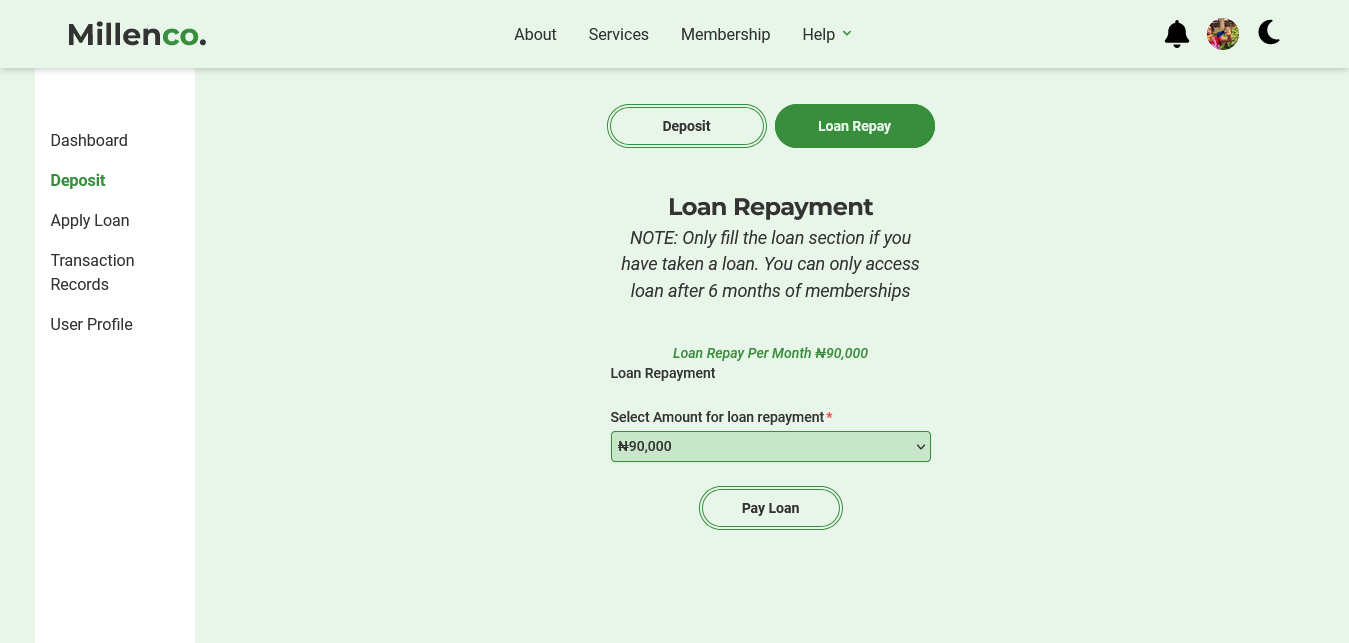 Millenco.
About
Services
Membership
Help
Dashboard
Deposit
Apply Loan
Transaction
Records
User Profile
Deposit
Loan Repay
Loan Repayment
NOTE: Only fill the loan section if you
have taken a loan. You can only access
loan after 6 months of memberships
Loan Repay Per Month ₦90,000
Loan Repayment
Select Amount for loan repayment*
₦90,000
Pay Loan